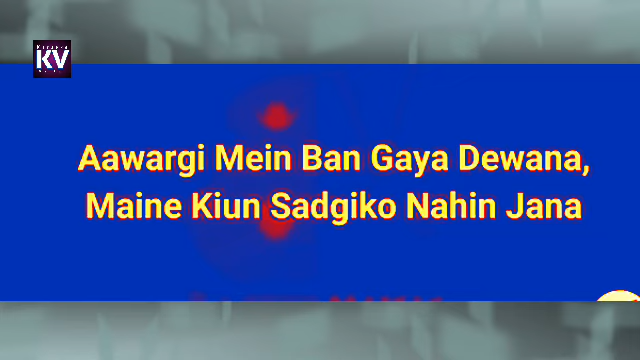 KV
Aawargi Mein Ban Gaya Dewana,
Maine Kiun Sadgiko Nahin Jana